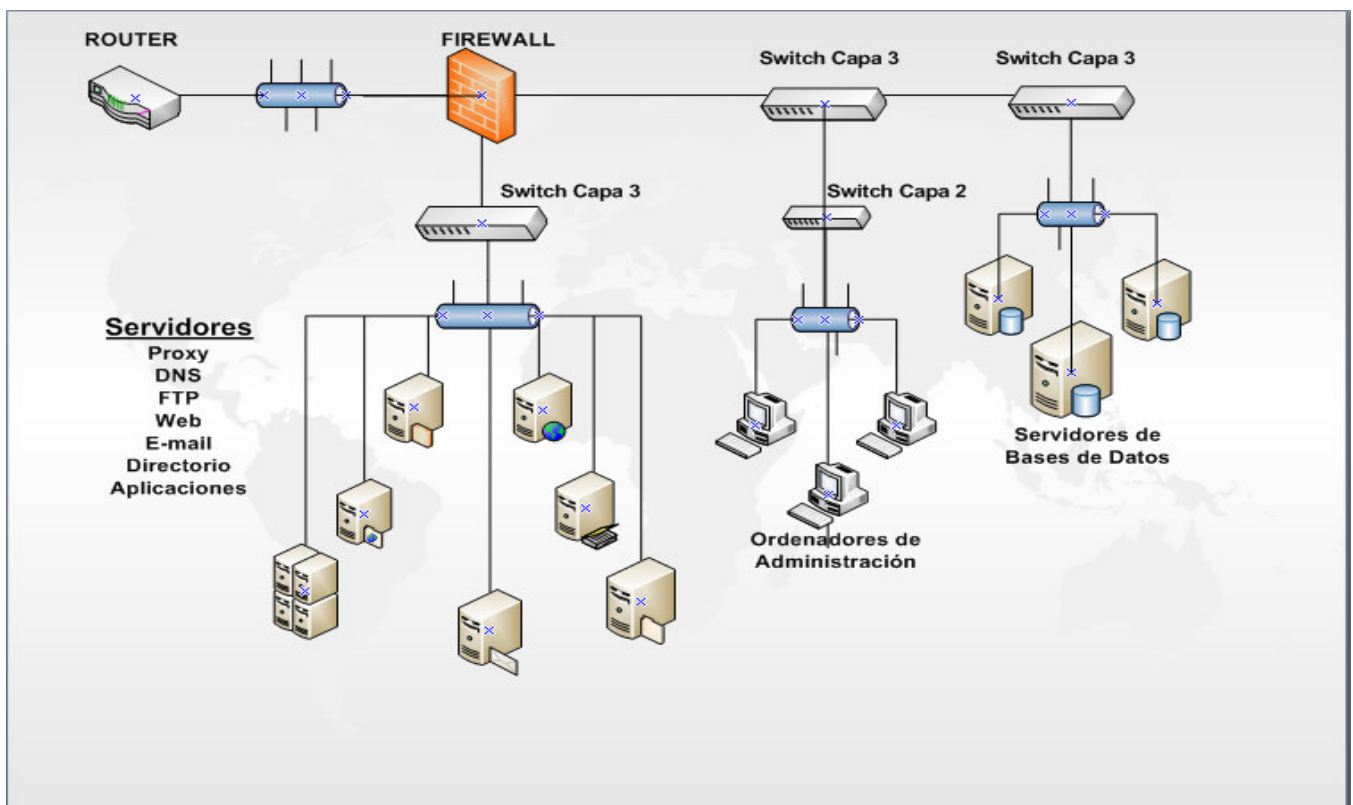 ROUTER
FIREWALL
Switch Capa 3
Switch Capa 3
Switch Capa 3
Switch Capa 2
Servidores
Proxy
DNS
FTP
Web
E-mail
Directorio
Aplicaciones
Servidores de
Bases de Datos
Ordenadores de
Administración